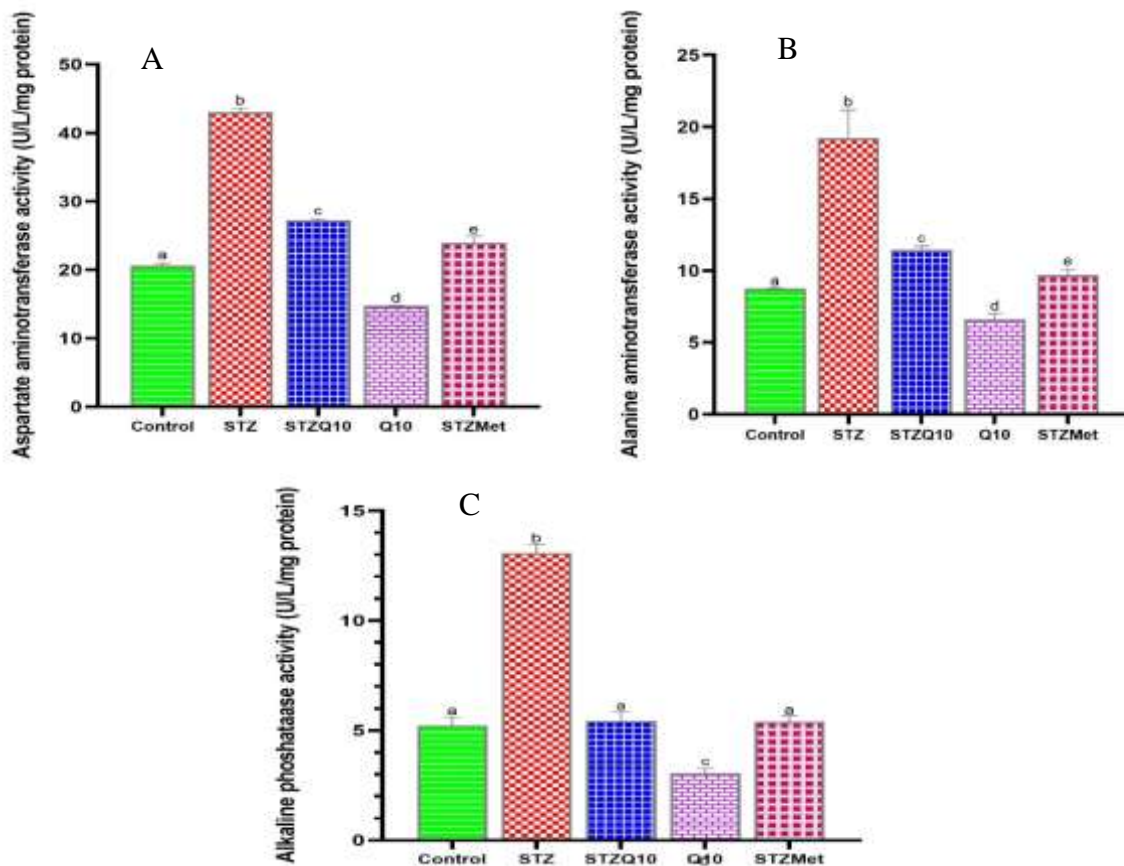 A
Aspartate aminotransferase activity (U/L/mg protein)
50
40
30
20
10
0
a
b
c
d
e
Control STZ STZQ10 Q10 STZMet
B
Alanine aminotransferase activity (U/L/mg protein)
25
20
15
10
5
0
a
b
c
d
e
Control STZ STZQ10 Q10 STZMet
C
Alkaline phoshataase activity (U/L/mg protein)
15
10
5
0
a
b
a
c
a
Control STZ STZQ10 Q10 STZMet